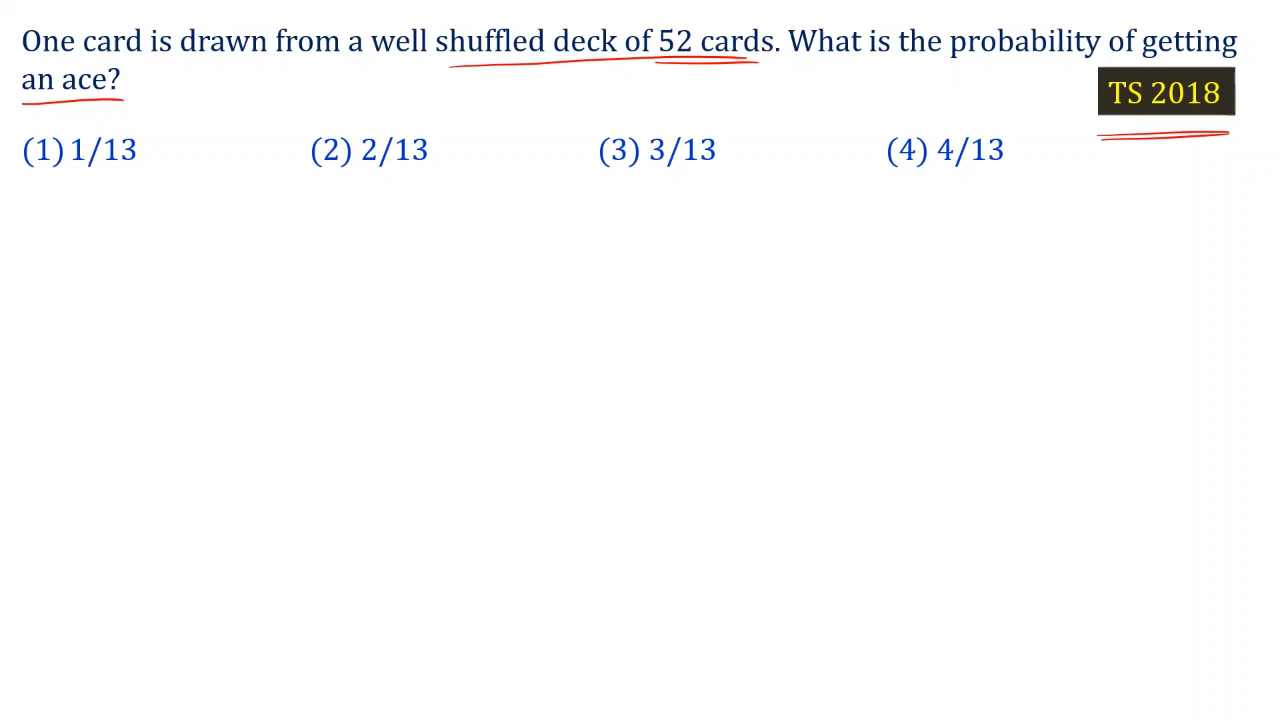 One card is drawn from a well shuffled deck of 52 cards. What is the probability of getting
an ace?
TS 2018
(1) 1/13 (2) 2/13 (3) 3/13 (4) 4/13